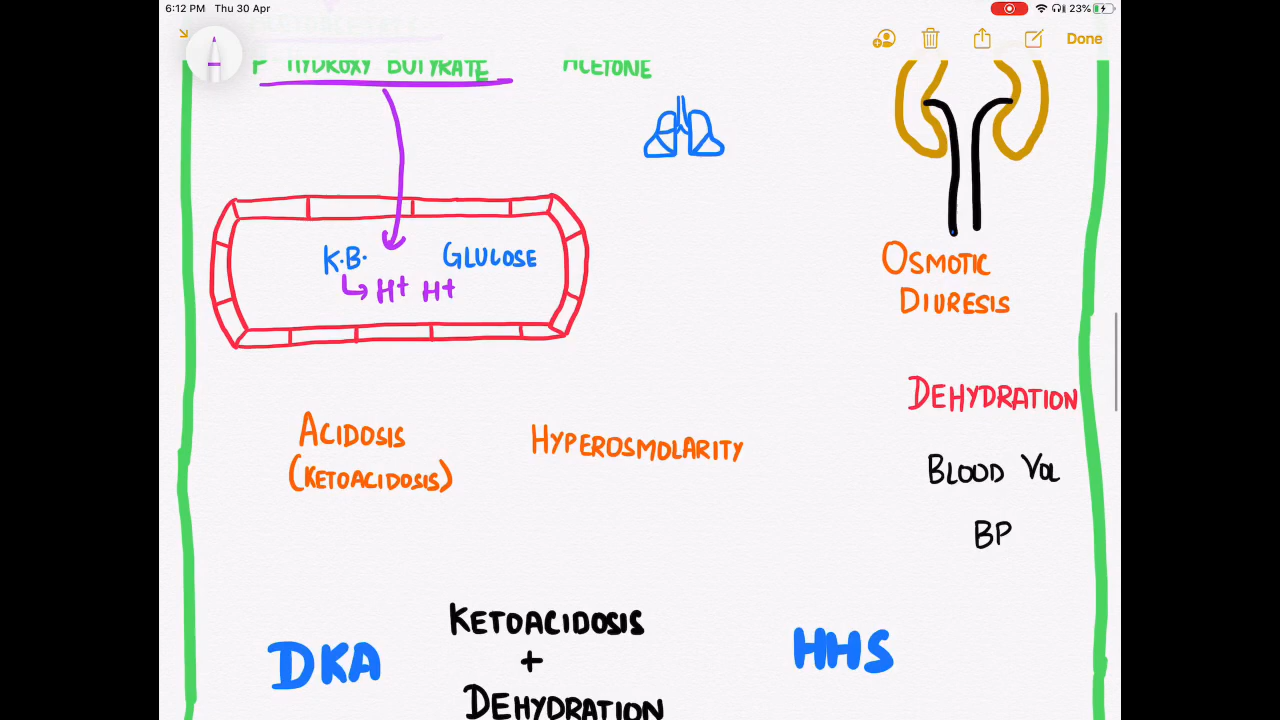 6:12 PM Thu 30 Apr
23%
Done
β HYDROXY BUTYRATE
ACETONE
K.B.
GLUCOSE
H+ H+
OSMOTIC
DIURESIS
DEHYDRATION
ACIDOSIS
(KETOACIDOSIS)
HYPEROSMOLARITY
BLOOD VOL
BP
KETOACIDOSIS
+
DEHYDRATION
DKA
HHS